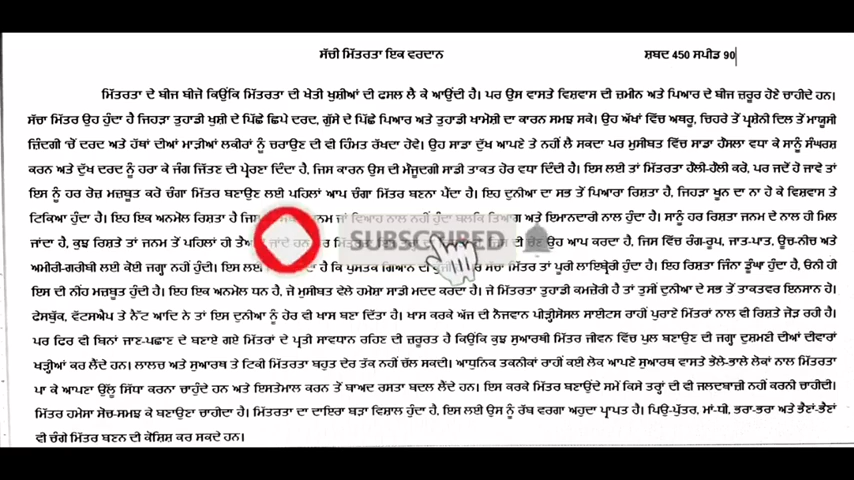 ਸੱਚੀ ਮਿੱਤਰਤਾ ਇਕ ਵਰਦਾਨ
ਸ਼ਬਦ 450 ਸਪੀਡ 90
ਮਿੱਤਰਤਾ ਦੇ ਬੀਜ ਬੀਜੋ ਕਿਉਂਕਿ ਮਿੱਤਰਤਾ ਦੀ ਖੇਤੀ ਖੁਸ਼ੀਆਂ ਦੀ ਫਸਲ ਲੈ ਕੇ ਆਉਂਦੀ ਹੈ। ਪਰ ਉਸ ਵਾਸਤੇ ਵਿਸ਼ਵਾਸ ਦੀ ਜ਼ਮੀਨ ਅਤੇ ਪਿਆਰ ਦੇ ਬੀਜ ਜ਼ਰੂਰ ਹੋਣੇ ਚਾਹੀਦੇ ਹਨ।
ਸੱਚਾ ਮਿੱਤਰ ਉਹ ਹੁੰਦਾ ਹੈ ਜਿਹੜਾ ਤੁਹਾਡੀ ਖੁਸ਼ੀ ਦੇ ਪਿੱਛੇ ਛਿਪੇ ਦਰਦ, ਗੁੱਸੇ ਦੇ ਪਿੱਛੇ ਪਿਆਰ ਅਤੇ ਤੁਹਾਡੀ ਖਾਮੋਸ਼ੀ ਦਾ ਕਾਰਨ ਸਮਝ ਸਕੇ। ਉਹ ਅੱਖਾਂ ਵਿੱਚ ਅਥਰੂ, ਚਿਹਰੇ ਤੋਂ ਪ੍ਰਸ਼ੇਨੀ ਦਿਲ ਤੋਂ ਮਾਯੂਸੀ
ਜ਼ਿੰਦਗੀ 'ਚੋਂ ਦਰਦ ਅਤੇ ਹੱਥਾਂ ਦੀਆਂ ਮਾੜੀਆਂ ਲਕੀਰਾਂ ਨੂੰ ਚਰਾਉਣ ਦੀ ਵੀ ਹਿੰਮਤ ਰੱਖਦਾ ਹੋਵੇ। ਉਹ ਸਾਡਾ ਦੁੱਖ ਆਪਣੇ ਤੇ ਨਹੀਂ ਲੈ ਸਕਦਾ ਪਰ ਮੁਸੀਬਤ ਵਿੱਚ ਸਾਡਾ ਹੌਸਲਾ ਵਧਾ ਕੇ ਸਾਨੂੰ ਸੰਘਰਸ਼
ਕਰਨ ਅਤੇ ਦੁੱਖ ਦਰਦ ਨੂੰ ਹਰਾ ਕੇ ਜੰਗ ਜਿੱਤਣ ਦੀ ਪ੍ਰੇਰਣਾ ਦਿੰਦਾ ਹੈ, ਜਿਸ ਕਾਰਨ ਉਸ ਦੀ ਮੌਜੂਦਗੀ ਸਾਡੀ ਤਾਕਤ ਹੋਰ ਵਧਾ ਦਿੰਦੀ ਹੈ। ਇਸ ਲਈ ਤਾਂ ਮਿੱਤਰਤਾ ਹੌਲੀ-ਹੌਲੀ ਕਰੋ, ਪਰ ਜਦੋਂ ਹੋ ਜਾਵੇ ਤਾਂ
ਇਸ ਨੂੰ ਹਰ ਰੋਜ਼ ਮਜ਼ਬੂਤ ਕਰੋ ਚੰਗਾ ਮਿੱਤਰ ਬਣਾਉਣ ਲਈ ਪਹਿਲਾਂ ਆਪ ਚੰਗਾ ਮਿੱਤਰ ਬਣਨਾ ਪੈਂਦਾ ਹੈ। ਇਹ ਦੁਨੀਆ ਦਾ ਸਭ ਤੋਂ ਪਿਆਰਾ ਰਿਸ਼ਤਾ ਹੈ, ਜਿਹੜਾ ਖੂਨ ਦਾ ਨਾ ਹੋ ਕੇ ਵਿਸ਼ਵਾਸ ਤੇ
ਟਿਕਿਆ ਹੁੰਦਾ ਹੈ। ਇਹ ਇਕ ਅਨਮੋਲ ਰਿਸ਼ਤਾ ਹੈ ਜਨਮ ਜਾਂ ਵਿਆਹ ਨਾਲ ਨਹੀਂ ਹੁੰਦਾ ਬਲਕਿ ਤਿਆਗ ਅਤੇ ਇਮਾਨਦਾਰੀ ਨਾਲ ਹੁੰਦਾ ਹੈ। ਸਾਨੂੰ ਹਰ ਰਿਸ਼ਤਾ ਜਨਮ ਦੇ ਨਾਲ ਹੀ ਮਿਲ
ਜਾਂਦਾ ਹੈ, ਕੁਝ ਰਿਸ਼ਤੇ ਤਾਂ ਜਨਮ ਤੋਂ ਪਹਿਲਾਂ ਹੀ ਜਾਂਦੇ ਹਨ SUBSCRIBED ਉਹ ਆਪ ਕਰਦਾ ਹੈ, ਜਿਸ ਵਿੱਚ ਰੰਗ-ਰੂਪ, ਜਾਤ-ਪਾਤ, ਊਚ-ਨੀਚ ਅਤੇ
ਅਮੀਰੀ-ਗਰੀਬੀ ਲਈ ਕੋਈ ਜਗ੍ਹਾ ਨਹੀਂ ਹੁੰਦੀ। ਇਸ ਲਈ ਹੈ ਕਿ ਪੁਸਤਕ ਗਿਆਨ ਦੀ ਸੱਚਾ ਮਿੱਤਰ ਤਾਂ ਪੂਰੀ ਲਾਇਬ੍ਰੇਰੀ ਹੁੰਦਾ ਹੈ। ਇਹ ਰਿਸ਼ਤਾ ਜਿੰਨਾ ਡੂੰਘਾ ਹੁੰਦਾ ਹੈ, ਓਨੀ ਹੀ
ਇਸ ਦੀ ਨੀਂਹ ਮਜ਼ਬੂਤ ਹੁੰਦੀ ਹੈ। ਇਹ ਇਕ ਅਨਮੋਲ ਧਨ ਹੈ, ਜੋ ਮੁਸੀਬਤ ਵੇਲੇ ਹਮੇਸ਼ਾ ਸਾਡੀ ਮਦਦ ਕਰਦਾ ਹੈ। ਜੇ ਮਿੱਤਰਤਾ ਤੁਹਾਡੀ ਕਮਜ਼ੋਰੀ ਹੈ ਤਾਂ ਤੁਸੀਂ ਦੁਨੀਆ ਦੇ ਸਭ ਤੋਂ ਤਾਕਤਵਰ ਇਨਸਾਨ ਹੋ।
ਫੇਸਬੁੱਕ, ਵੱਟਸਐਪ ਤੇ ਨੈੱਟ ਆਦਿ ਨੇ ਤਾਂ ਇਸ ਦੁਨੀਆ ਨੂੰ ਹੋਰ ਵੀ ਖਾਸ ਬਣਾ ਦਿੱਤਾ ਹੈ। ਖਾਸ ਕਰਕੇ ਅੱਜ ਦੀ ਨੌਜਵਾਨ ਪੀੜ੍ਹੀਸੋਸਲ ਸਾਈਟਸ ਰਾਹੀਂ ਪੁਰਾਣੇ ਮਿੱਤਰਾਂ ਨਾਲ ਵੀ ਰਿਸ਼ਤੇ ਜੋੜ ਰਹੀ ਹੈ।
ਪਰ ਫਿਰ ਵੀ ਬਿਨਾਂ ਜਾਣ-ਪਛਾਣ ਦੇ ਬਣਾਏ ਗਏ ਮਿੱਤਰਾਂ ਦੇ ਪ੍ਰਤੀ ਸਾਵਧਾਨ ਰਹਿਣ ਦੀ ਜ਼ਰੂਰਤ ਹੈ ਕਿਉਂਕਿ ਕੁਝ ਸੁਆਰਥੀ ਮਿੱਤਰ ਜੀਵਨ ਵਿੱਚ ਪੁਲ ਬਣਾਉਣ ਦੀ ਜਗ੍ਹਾ ਦੁਸ਼ਮਣੀ ਦੀਆਂ ਦੀਵਾਰਾਂ
ਖੜ੍ਹੀਆਂ ਕਰ ਲੈਂਦੇ ਹਨ। ਲਾਲਚ ਅਤੇ ਸੁਆਰਥ ਤੇ ਟਿਕੀ ਮਿੱਤਰਤਾ ਬਹੁਤ ਦੇਰ ਤੱਕ ਨਹੀਂ ਚੱਲ ਸਕਦੀ। ਆਧੁਨਿਕ ਤਕਨੀਕਾਂ ਰਾਹੀਂ ਕਈ ਲੋਕ ਆਪਣੇ ਸੁਆਰਥ ਵਾਸਤੇ ਭੋਲੇ-ਭਾਲੇ ਲੋਕਾਂ ਨਾਲ ਮਿੱਤਰਤਾ
ਪਾ ਕੇ ਆਪਣਾ ਉੱਲੂ ਸਿੱਧਾ ਕਰਨਾ ਚਾਹੁੰਦੇ ਹਨ ਅਤੇ ਇਸਤੇਮਾਲ ਕਰਨ ਤੋਂ ਬਾਅਦ ਰਸਤਾ ਬਦਲ ਲੈਂਦੇ ਹਨ। ਇਸ ਕਰਕੇ ਮਿੱਤਰ ਬਣਾਉਂਦੇ ਸਮੇਂ ਕਿਸੇ ਤਰ੍ਹਾਂ ਦੀ ਵੀ ਜਲਦਬਾਜ਼ੀ ਨਹੀਂ ਕਰਨੀ ਚਾਹੀਦੀ।
ਮਿੱਤਰ ਹਮੇਸਾ ਸੋਚ-ਸਮਝ ਕੇ ਬਣਾਉਣਾ ਚਾਹੀਦਾ ਹੈ। ਮਿੱਤਰਤਾ ਦਾ ਦਾਇਰਾ ਬੜਾ ਵਿਸ਼ਾਲ ਹੁੰਦਾ ਹੈ, ਇਸ ਲਈ ਉਸ ਨੂੰ ਰੱਬ ਵਰਗਾ ਅਹੁਦਾ ਪ੍ਰਾਪਤ ਹੈ। ਪਿਉ-ਪੁੱਤਰ, ਮਾਂ-ਧੀ, ਭਰਾ-ਭਰਾ ਅਤੇ ਭੈਣਾਂ-ਭੈਣਾਂ
ਵੀ ਚੰਗੇ ਮਿੱਤਰ ਬਣਨ ਦੀ ਕੋਸ਼ਿਸ਼ ਕਰ ਸਕਦੇ ਹਨ।